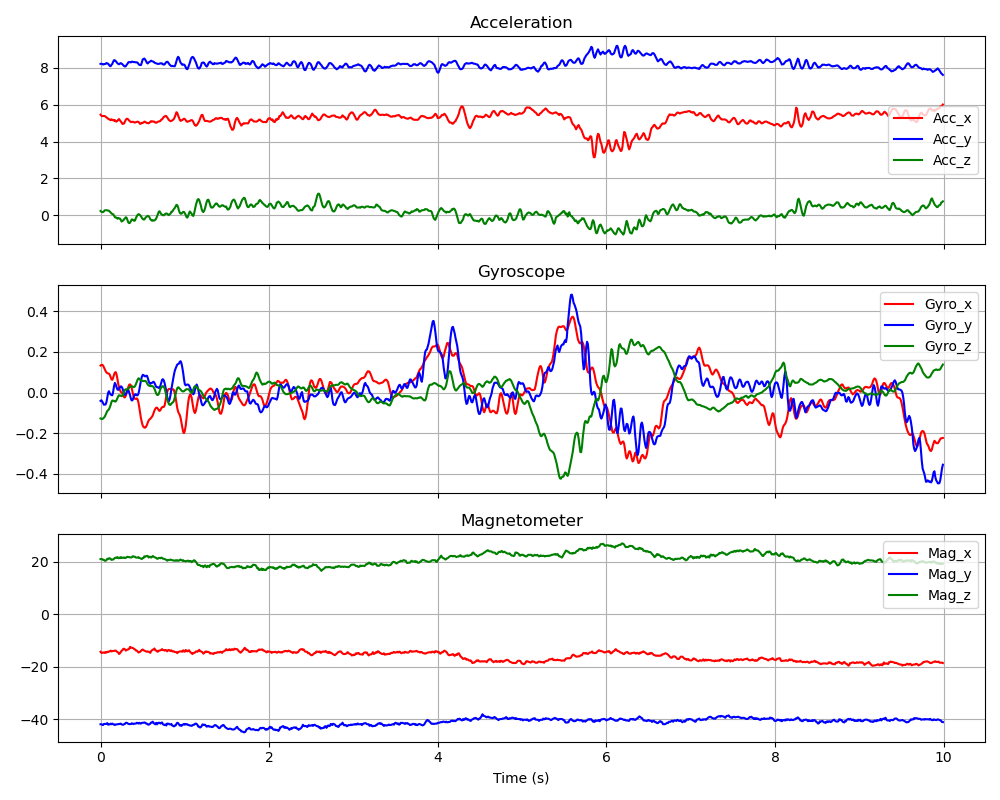 Acceleration
8
6
4
2
0
Acc_x
Acc_y
Acc_z
Gyroscope
0.4
0.2
0.0
−0.2
−0.4
Gyro_x
Gyro_y
Gyro_z
Magnetometer
20
0
−20
−40
Mag_x
Mag_y
Mag_z
0 2 4 6 8 10
Time (s)